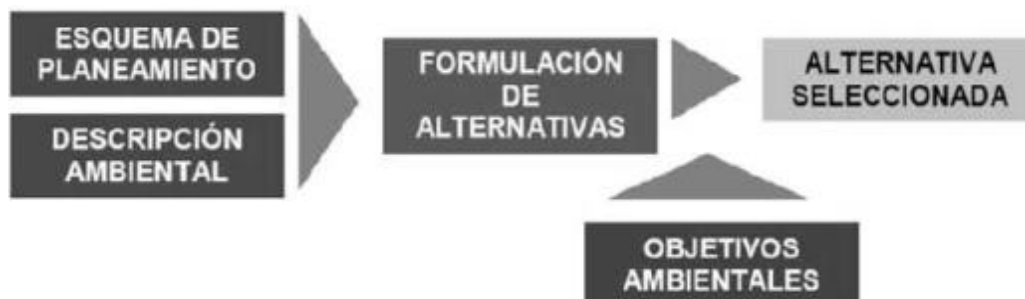 ESQUEMA DE
PLANEAMIENTO
DESCRIPCIÓN
AMBIENTAL
FORMULACIÓN
DE
ALTERNATIVAS
ALTERNATIVA
SELECCIONADA
OBJETIVOS
AMBIENTALES